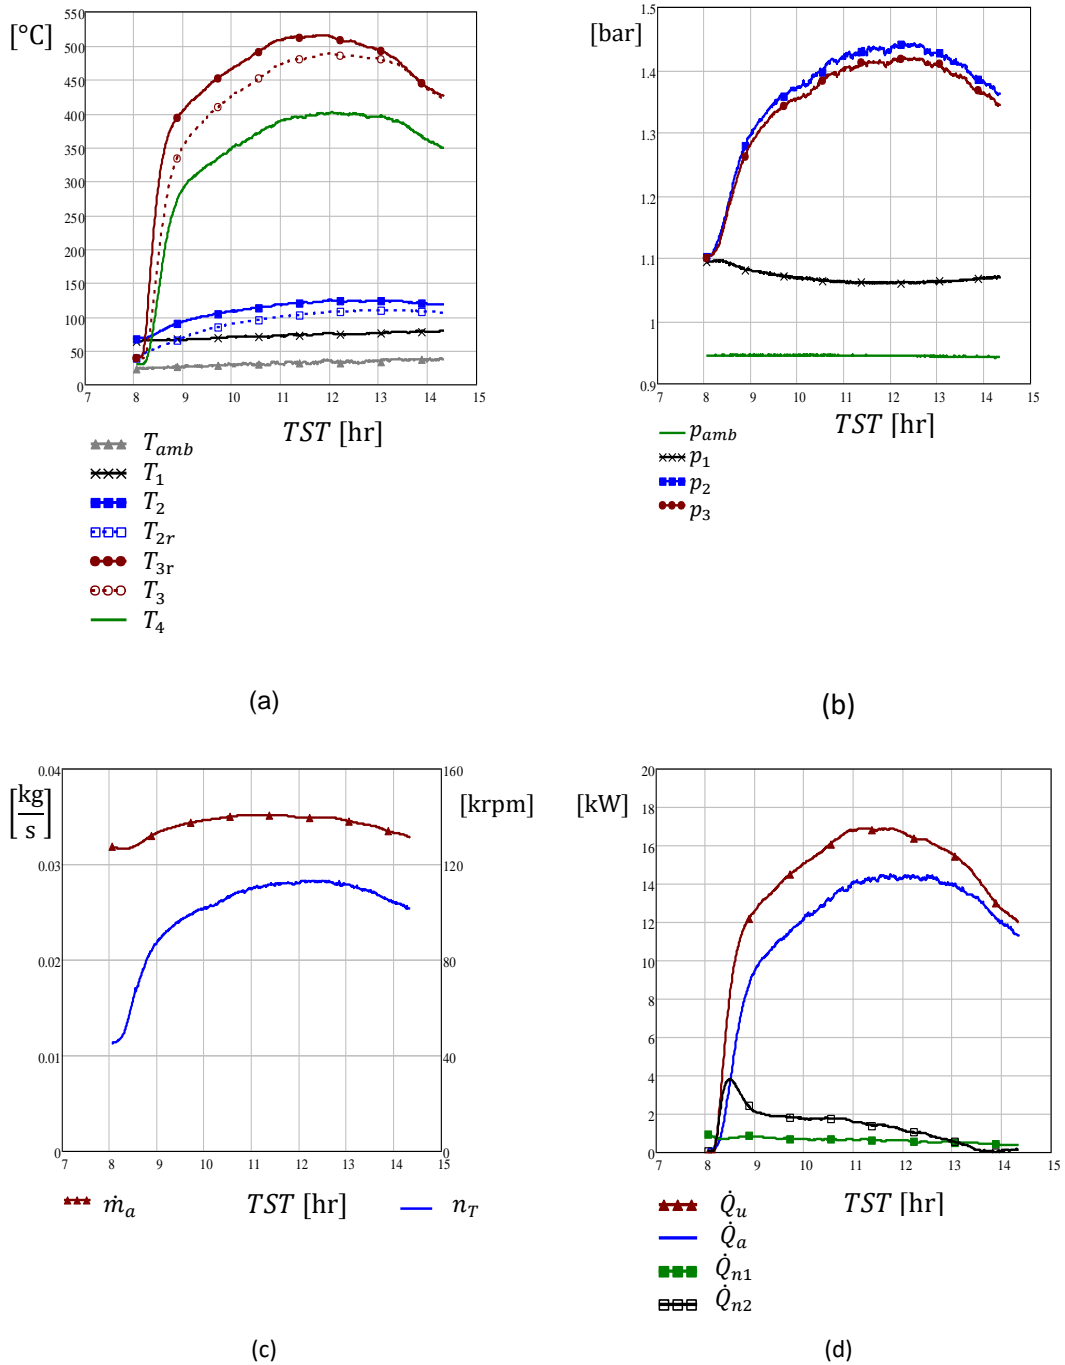 [°C]
550
500
450
400
350
300
250
200
150
100
50
0
7 8 9 10 11 12 13 14 15
TST [hr]
T_amb
T_1
T_2
T_2r
T_3r
T_3
T_4
(a)
[bar]
1.5
1.4
1.3
1.2
1.1
1
0.9
7 8 9 10 11 12 13 14 15
TST [hr]
p_amb
p_1
p_2
p_3
(b)
[kg/s]
0.04
0.03
0.02
0.01
0
160
120
80
40
0
[krpm]
7 8 9 10 11 12 13 14 15
ṁ_a TST [hr] n_T
(c)
[kW]
20
18
16
14
12
10
8
6
4
2
0
7 8 9 10 11 12 13 14 15
TST [hr]
Q̇_u
Q̇_a
Q̇_n1
Q̇_n2
(d)